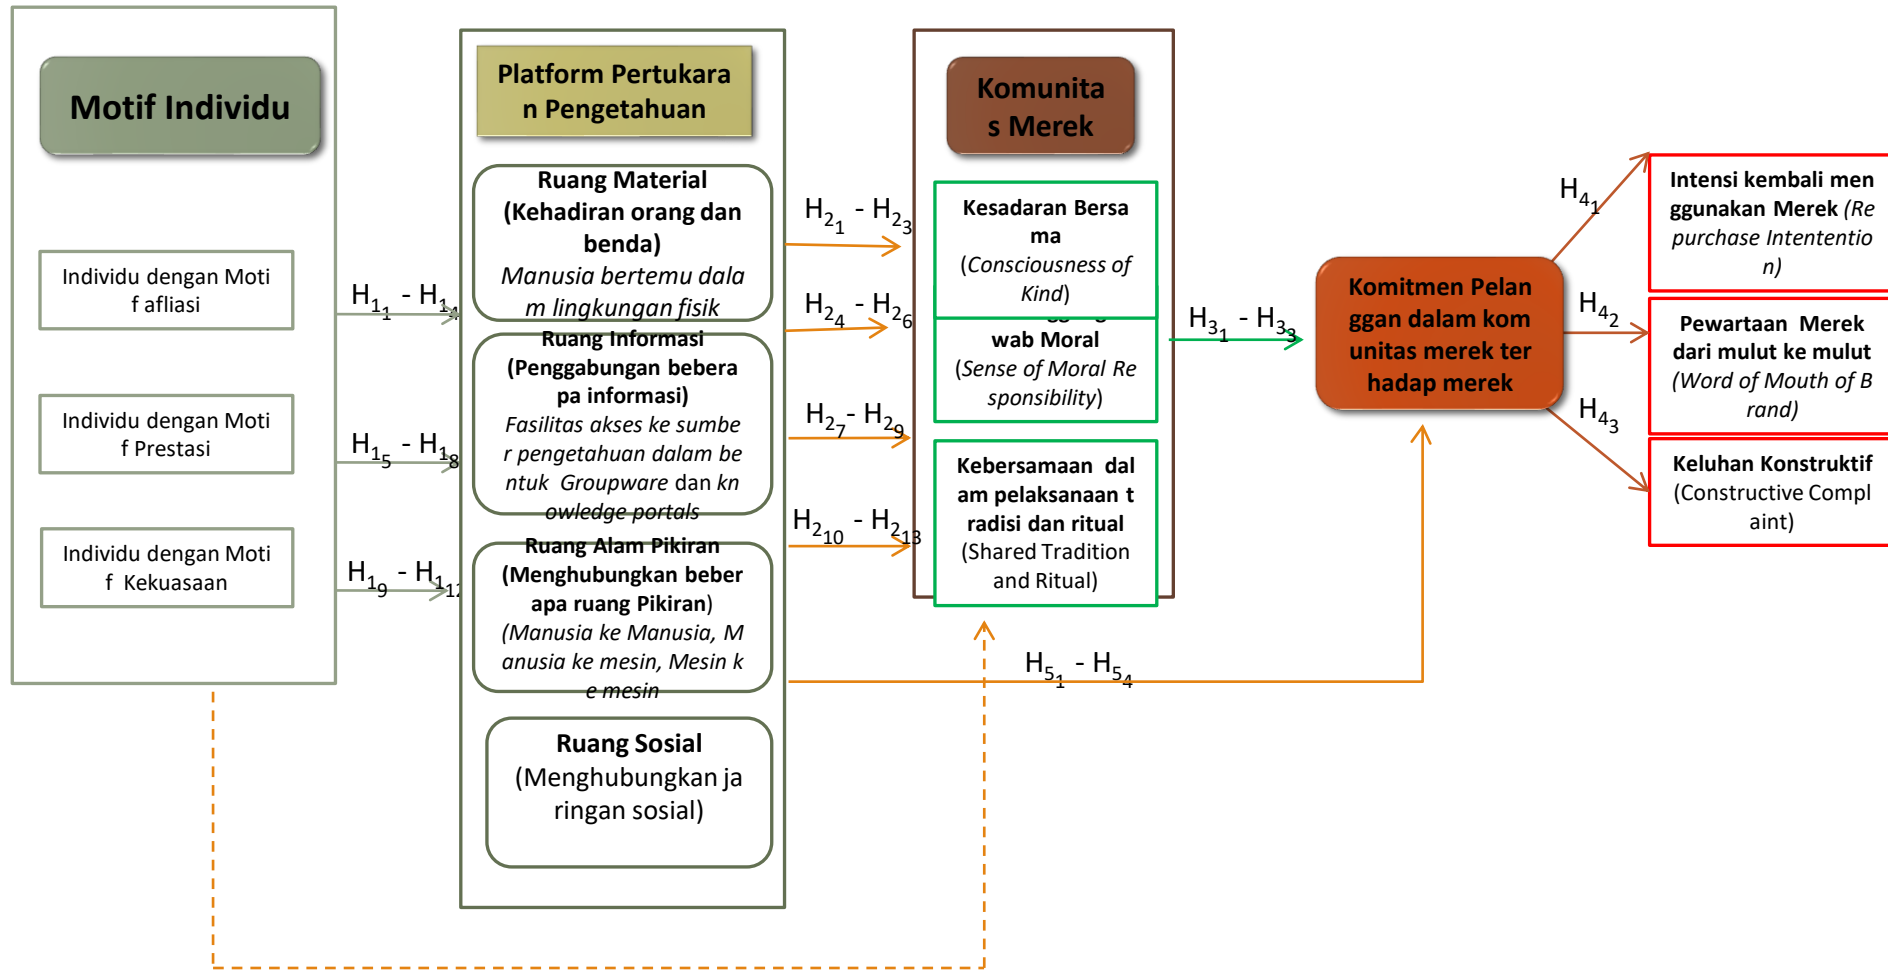 Motif Individu
Individu dengan Moti
f afliasi
Individu dengan Moti
f Prestasi
Individu dengan Moti
f Kekuasaan
H11 - H14
H15 - H18
H19 - H112
Platform Pertukara
n Pengetahuan
Ruang Material
(Kehadiran orang dan
benda)
Manusia bertemu dala
m lingkungan fisik
Ruang Informasi
(Penggabungan bebera
pa informasi)
Fasilitas akses ke sumbe
r pengetahuan dalam be
ntuk Groupware dan kn
owledge portals
Ruang Alam Pikiran
(Menghubungkan beber
apa ruang Pikiran)
(Manusia ke Manusia, M
anusia ke mesin, Mesin k
e mesin
Ruang Sosial
(Menghubungkan ja
ringan sosial)
H21 - H23
H24 - H26
H27 - H29
H210 - H213
Komunita
s Merek
Kesadaran Bersa
ma
(Consciousness of
Kind)
wab Moral
(Sense of Moral Re
sponsibility)
Kebersamaan dal
am pelaksanaan t
radisi dan ritual
(Shared Tradition
and Ritual)
H31 - H33
H51 - H54
Komitmen Pelan
ggan dalam kom
unitas merek ter
hadap merek
H41
H42
H43
Intensi kembali men
ggunakan Merek (Re
purchase Intententio
n)
Pewartaan Merek
dari mulut ke mulut
(Word of Mouth of B
rand)
Keluhan Konstruktif
(Constructive Compl
aint)